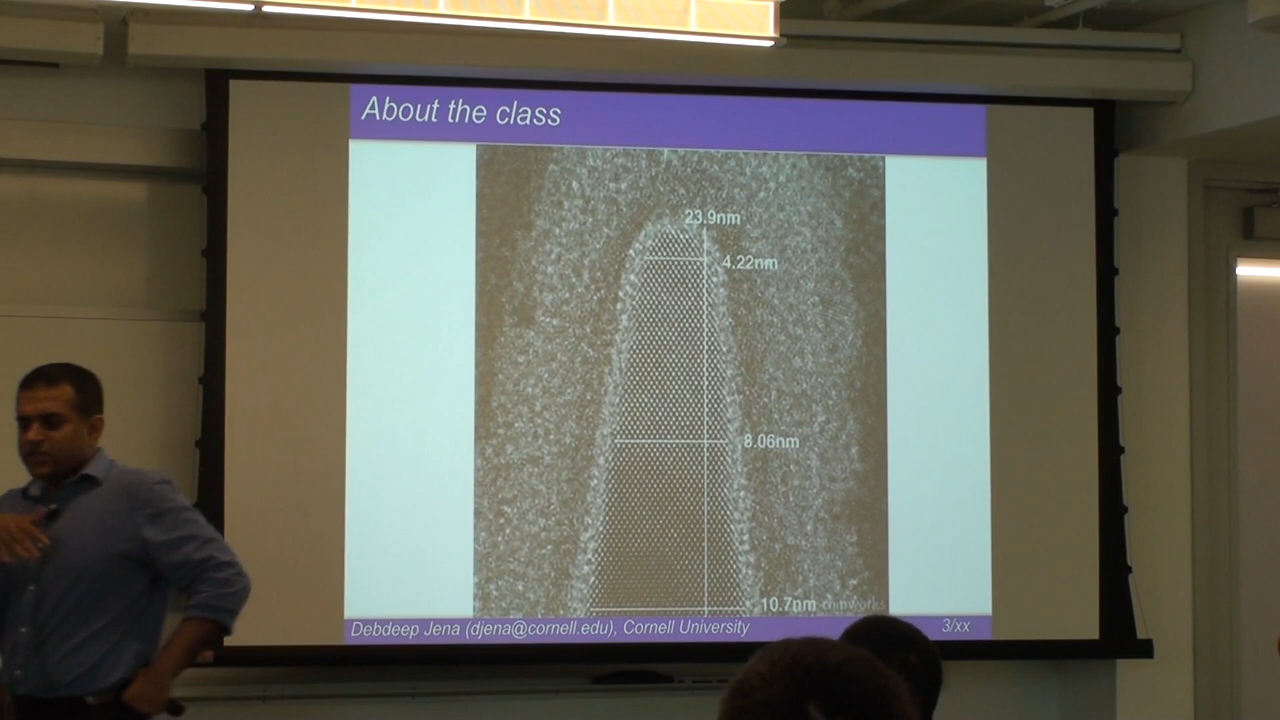 About the class
23.9nm
4.22nm
8.06nm
10.7nm chipworks
Debdeep Jena (djena@cornell.edu), Cornell University
3/xx